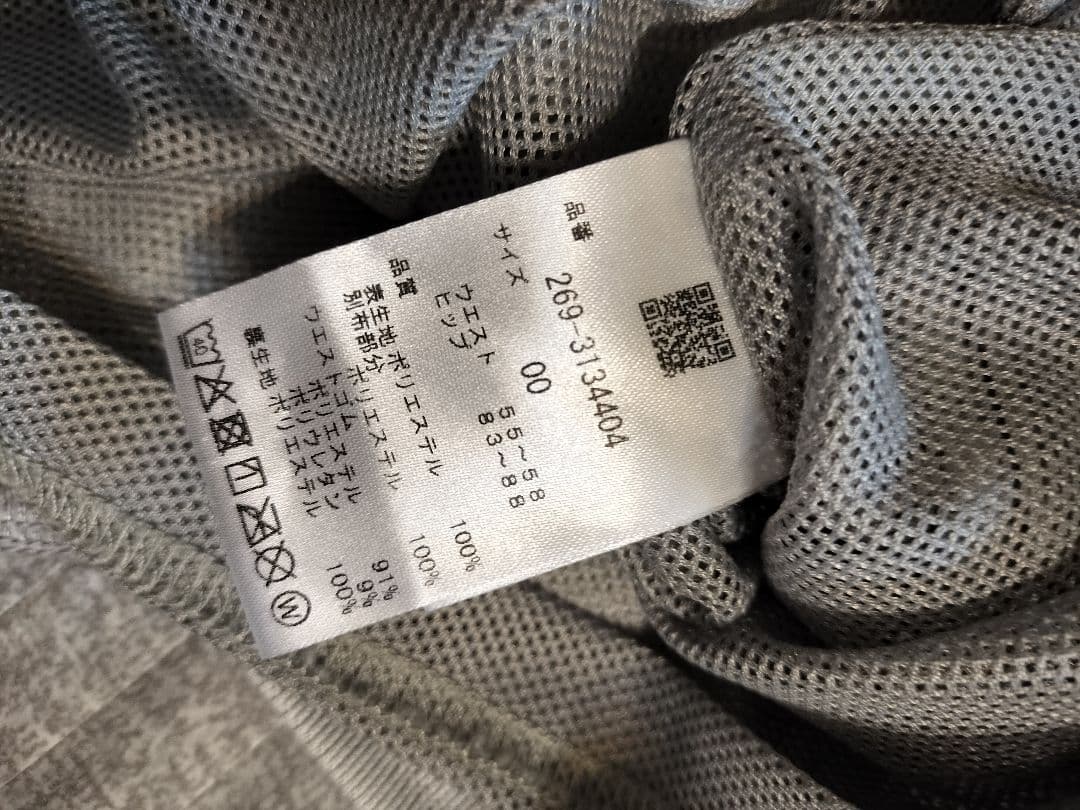 品番 269-3134404
サイズ 00
ウエスト 55~58
ヒップ 83~88
品質
表生地 ポリエステル 100%
別布部分 ポリエステル 100%
ウエストゴム ポリエステル 91%
ポリウレタン 9%
裏生地 ポリエステル 100%
40
W